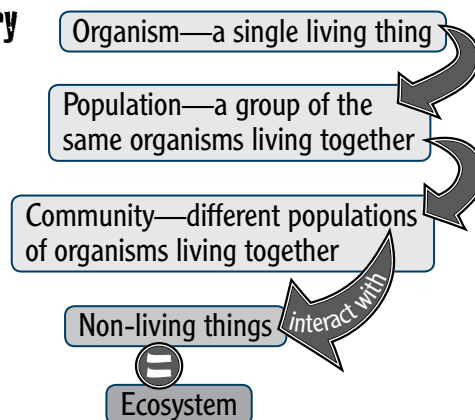 Organism—a single living thing
Population—a group of the
same organisms living together
Community—different populations
of organisms living together
interact with
Non-living things
=
Ecosystem